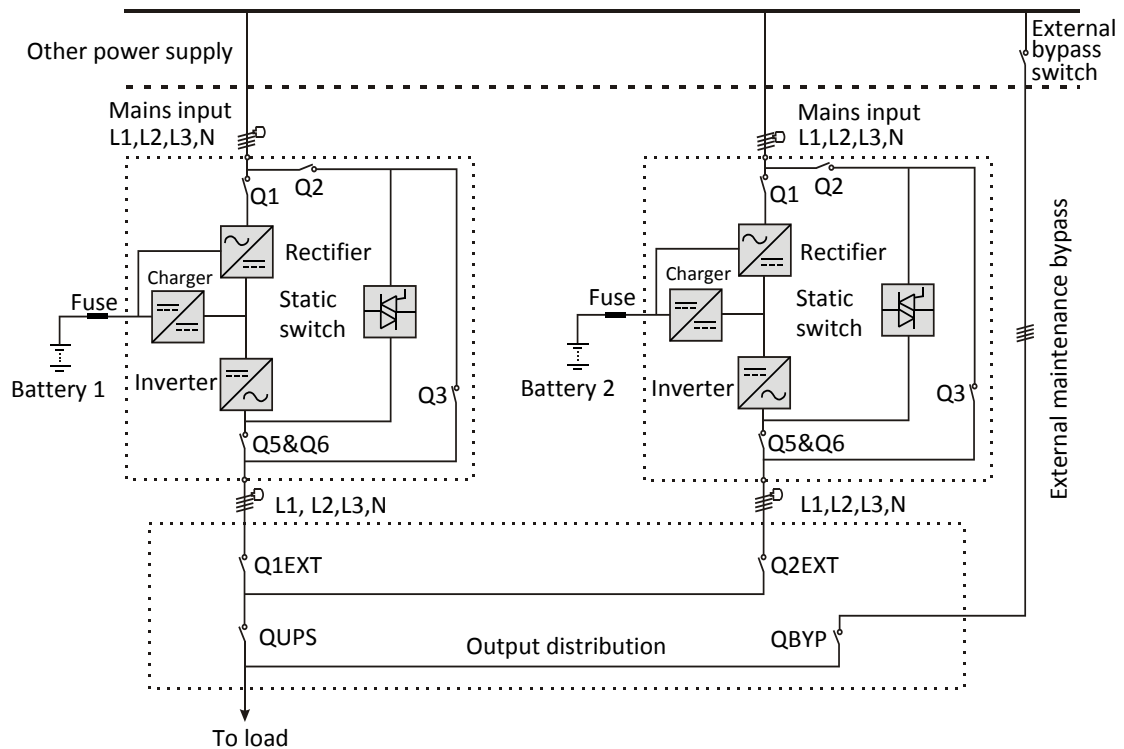 External
bypass
switch
Other power supply
Mains input
L1,L2,L3,N
Mains input
L1,L2,L3,N
Q2
Q1
Q2
Q1
Rectifier
Rectifier
Charger
Charger
Fuse
Static
switch
Fuse
Static
switch
Battery 1
Inverter
Q3
Battery 2
Inverter
Q3
External maintenance bypass
Q5&Q6
Q5&Q6
L1, L2,L3,N
L1,L2,L3,N
Q1EXT
Q2EXT
QUPS
Output distribution
QBYP
To load